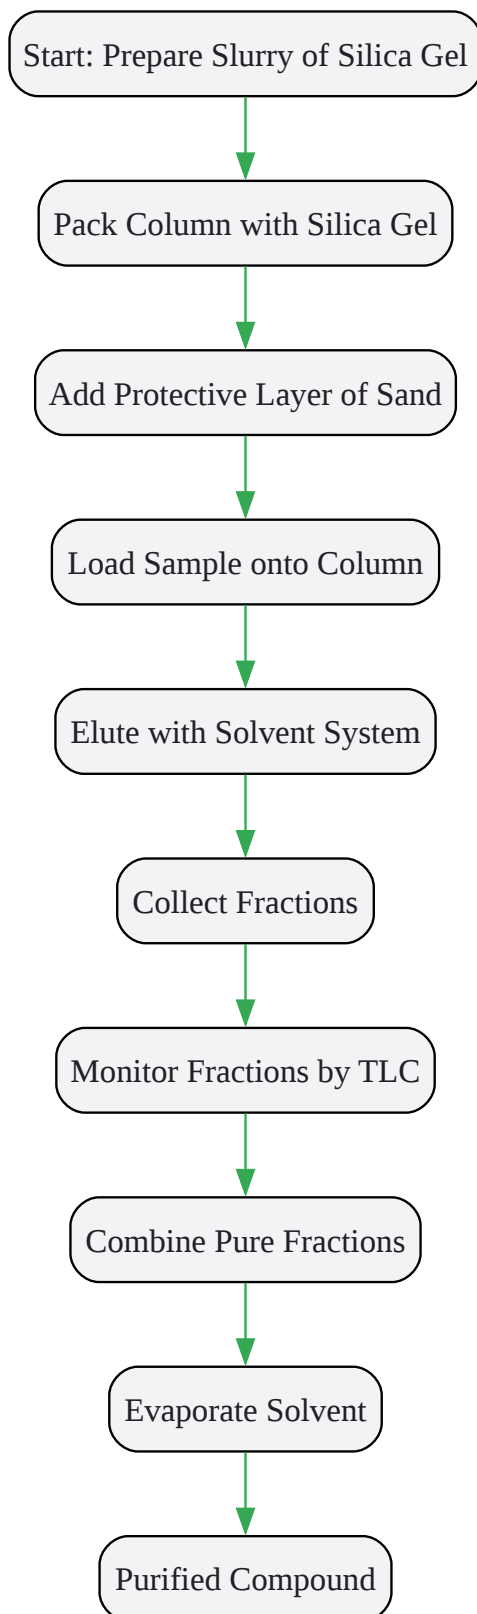 Start: Prepare Slurry of Silica Gel
Pack Column with Silica Gel
Add Protective Layer of Sand
Load Sample onto Column
Elute with Solvent System
Collect Fractions
Monitor Fractions by TLC
Combine Pure Fractions
Evaporate Solvent
Purified Compound